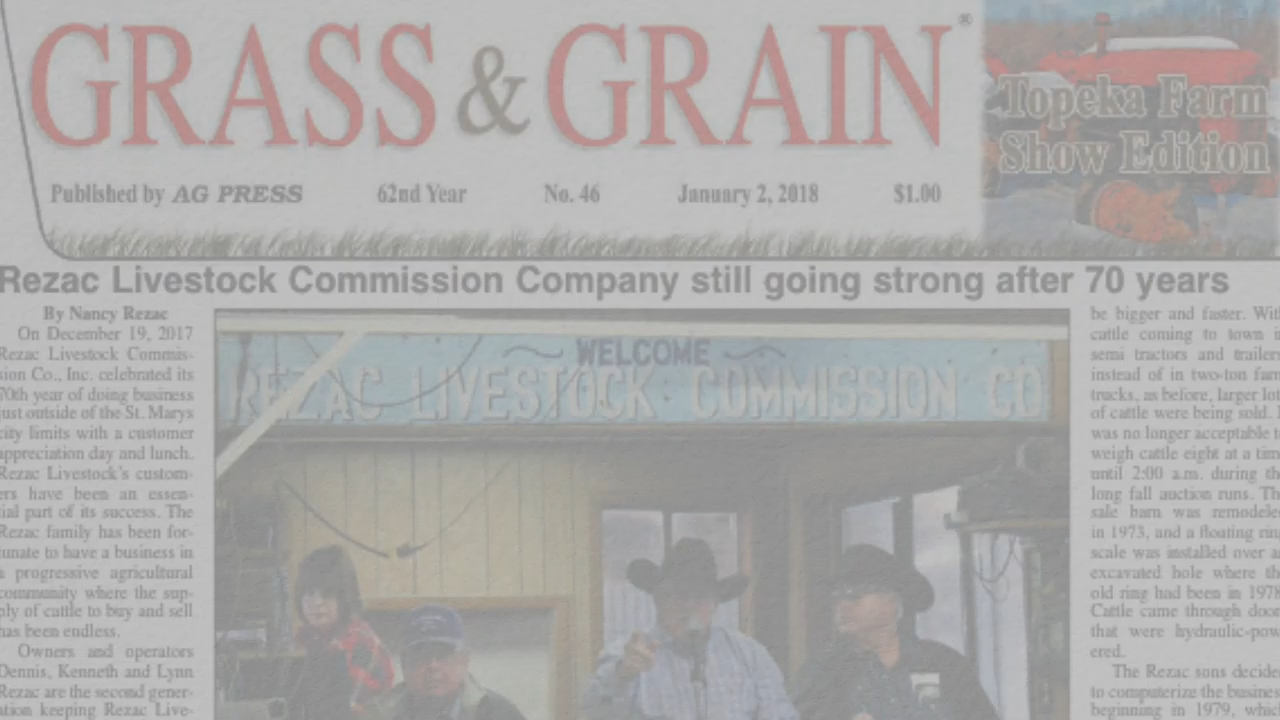 GRASS & GRAIN®
Topeka Farm
Show Edition
Published by AG PRESS 62nd Year No. 46 January 2, 2018 $1.00
Rezac Livestock Commission Company still going strong after 70 years
By Nancy Rezac
On December 19, 2017
Rezac Livestock Commis-
sion Co., Inc. celebrated its
70th year of doing business
just outside of the St. Marys
city limits with a customer
appreciation day and lunch.
Rezac Livestock's custom-
ers have been an essen-
tial part of its success. The
Rezac family has been for-
tunate to have a business in
a progressive agricultural
community where the sup-
ply of cattle to buy and sell
has been endless.
Owners and operators
Dennis, Kenneth and Lynn
Rezac are the second gener-
ation keeping Rezac Live-
WELCOME
REZAC LIVESTOCK COMMISSION CO
be bigger and faster. With
cattle coming to town i
semi tractors and trailers
instead of in two-ton farm
trucks, as before, larger lot
of cattle were being sold.
was no longer acceptable t
weigh cattle eight at a tim
until 2:00 a.m. during th
long fall auction runs. Th
sale barn was remodele
in 1973, and a floating ring
scale was installed over a
excavated hole where th
old ring had been in 1978
Cattle came through door
that were hydraulic-pow
ered.
The Rezac sons decided
to computerize the business
beginning in 1979, which